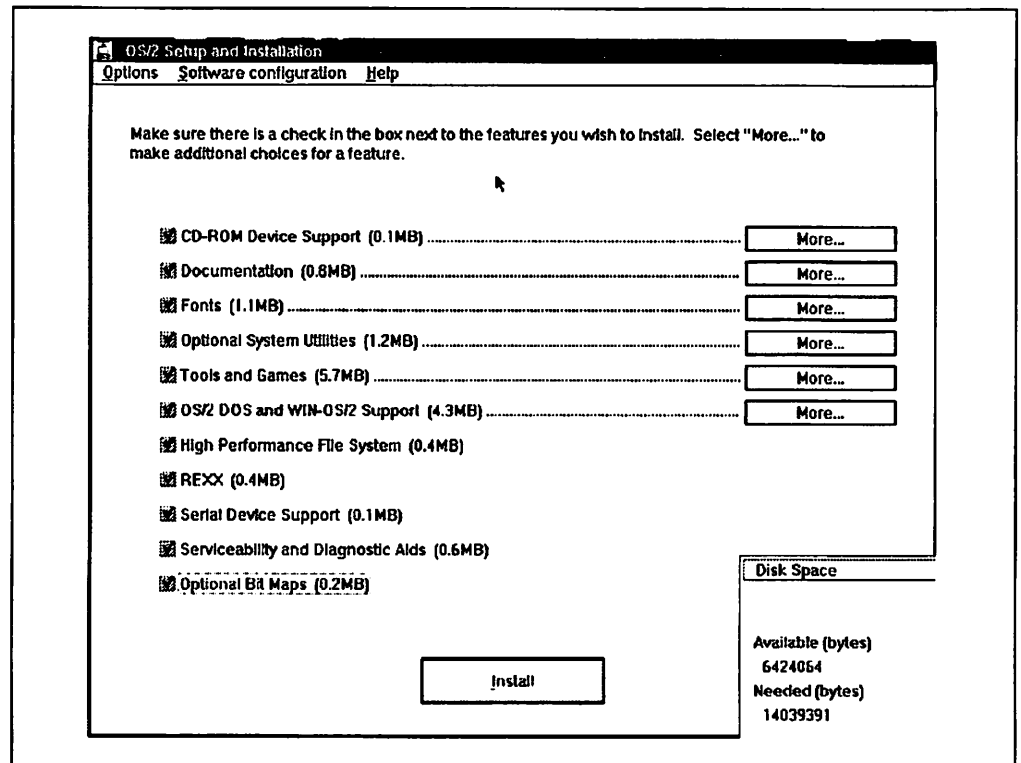 OS/2 Setup and Installation
Options Software configuration Help
Make sure there is a check in the box next to the features you wish to install. Select "More..." to
make additional choices for a feature.
CD-ROM Device Support (0.1MB) More...
Documentation (0.8MB) More...
Fonts (1.1MB) More...
Optional System Utilities (1.2MB) More...
Tools and Games (5.7MB) More...
OS/2 DOS and WIN-OS/2 Support (4.3MB) More...
High Performance File System (0.4MB)
REXX (0.4MB)
Serial Device Support (0.1MB)
Serviceability and Diagnostic Aids (0.6MB)
Optional Bit Maps (0.2MB)
Install
Disk Space
Available (bytes)
6424064
Needed (bytes)
14039391